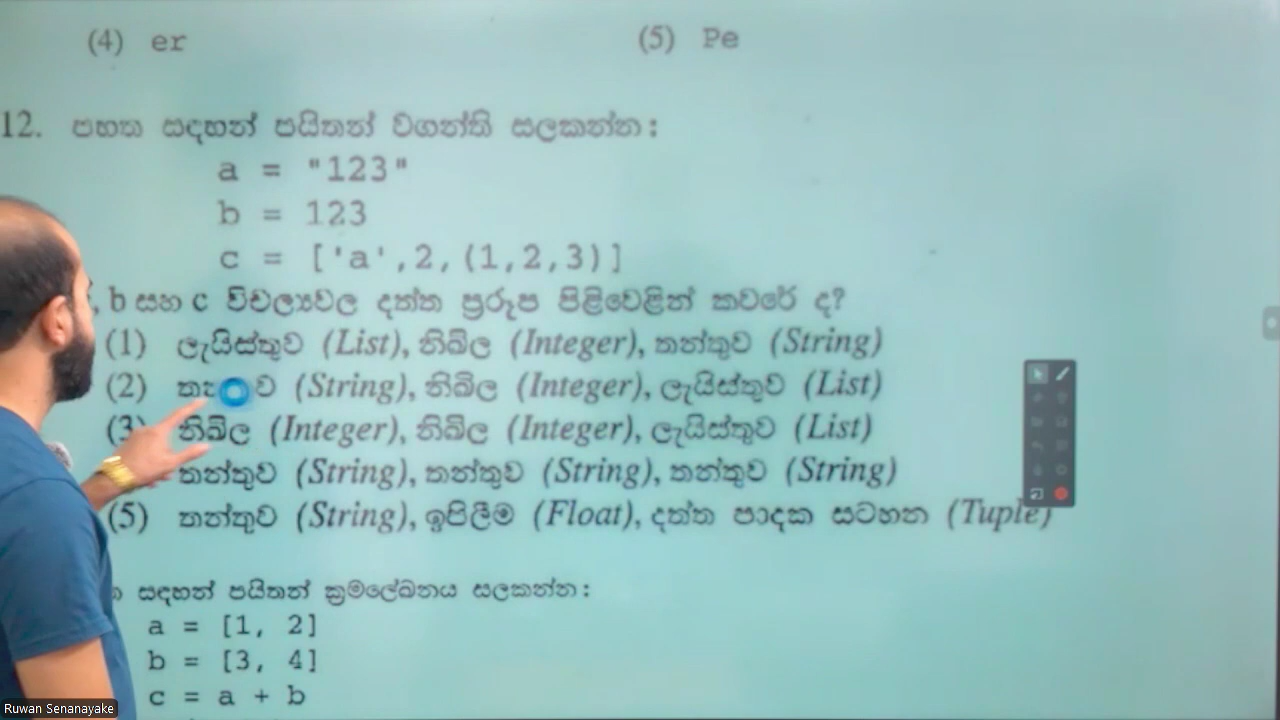 (4) er (5) Pe
12. පහත සඳහන් පයිතන් වගන්ති සලකන්න :
a = "123"
b = 123
c = ['a',2,(1,2,3)]
, b සහ c විචල්‍යවල දත්ත ප්‍රරූප පිළිවෙළින් කවරේ ද?
(1) ලැයිස්තුව (List), නිඛිල (Integer), තන්තුව (String)
(2) ව (String), නිඛිල (Integer), ලැයිස්තුව (List)
(3) නිඛිල (Integer), නිඛිල (Integer), ලැයිස්තුව (List)
තන්තුව (String), තන්තුව (String), තන්තුව (String)
(5) තන්තුව (String), ඉපිලීම (Float), දත්ත පාදක සටහන (Tuple)
සඳහන් පයිතන් ක්‍රමලේඛනය සලකන්න :
a = [1, 2]
b = [3, 4]
c = a + b
Ruwan Senanayake